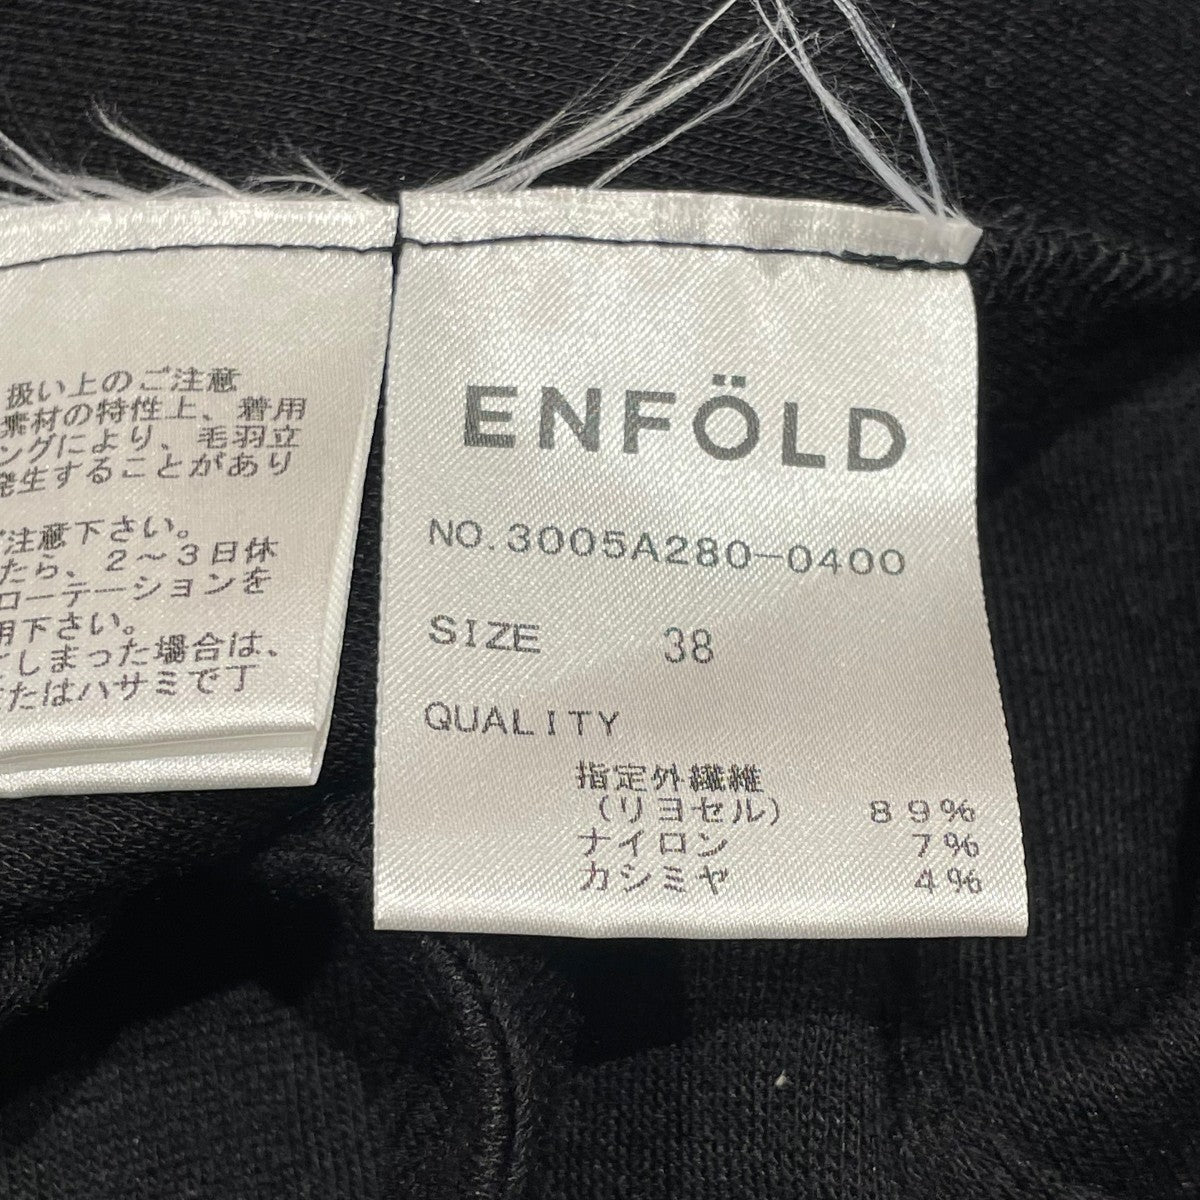 扱い上のご注意
素材の特性上、着用
ングにより、毛羽立
発生することがあり
ご注意下さい。
たら、2〜3日休
ローテーションを
用下さい。
てしまった場合は、
たはハサミで丁
ENFÖLD
NO.3005A280-0400
SIZE 38
QUALITY
指定外繊維
(リヨセル) 89%
ナイロン 7%
カシミヤ 4%